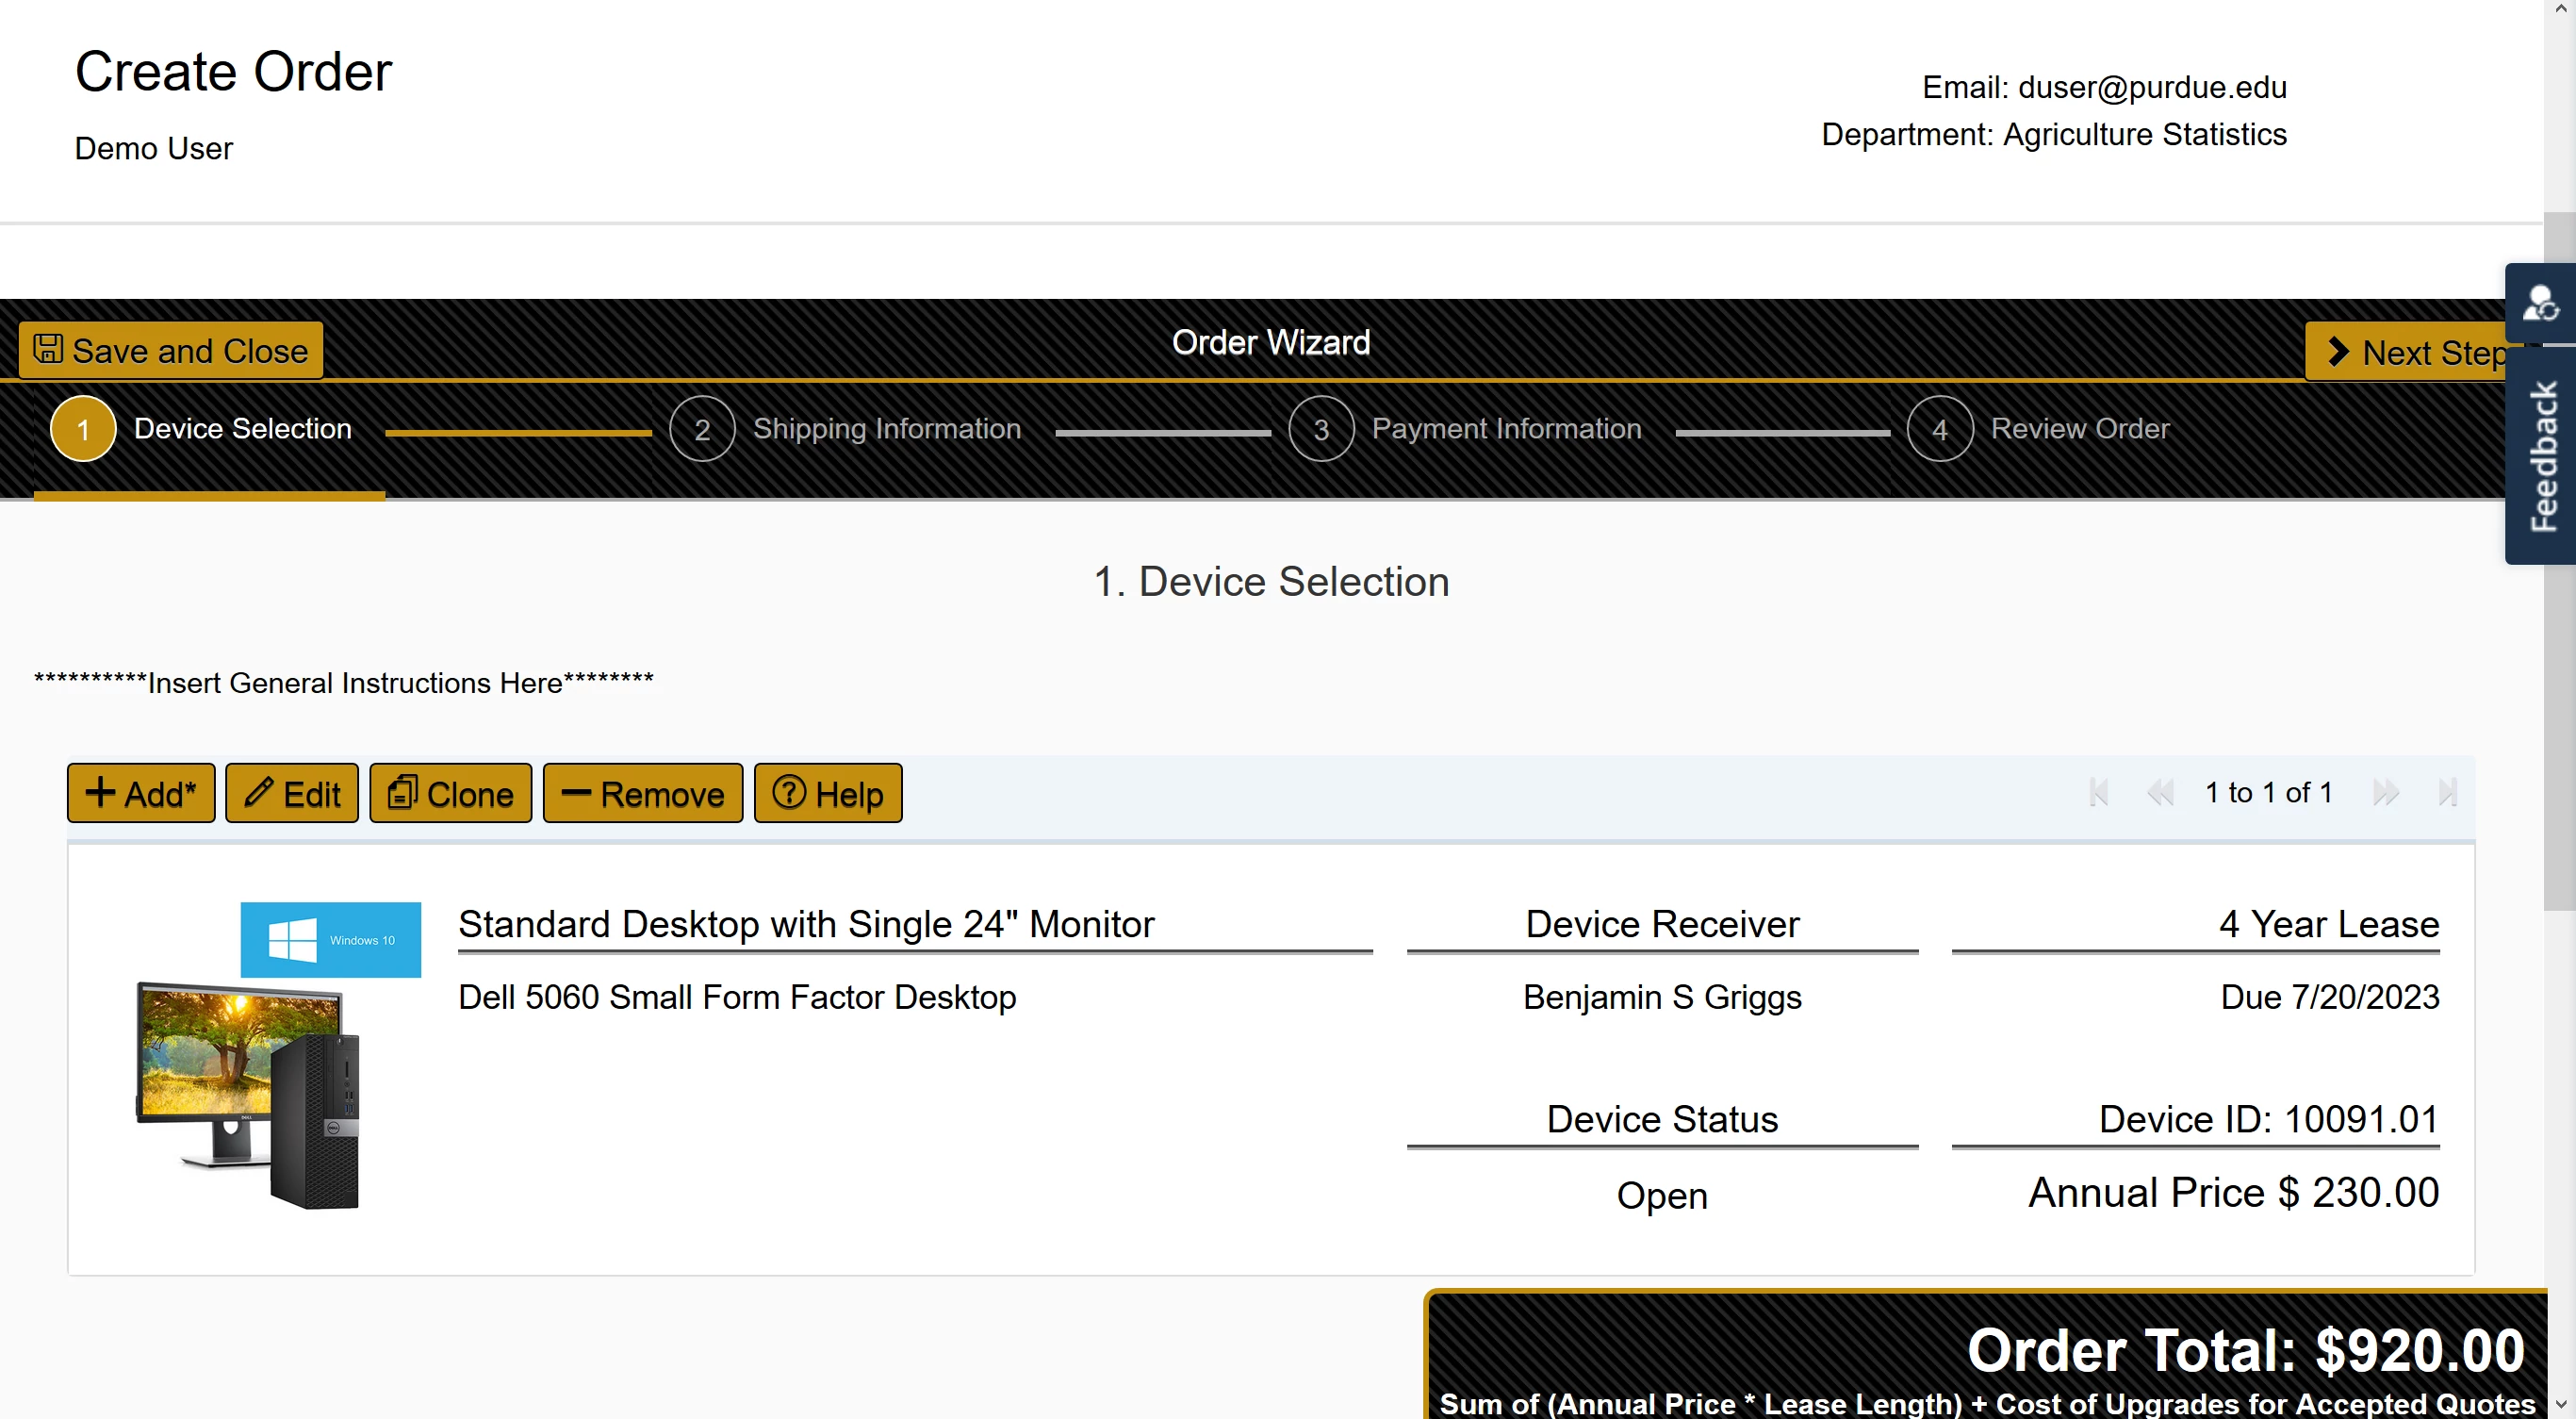 Create Order
Demo User
Email: duser@purdue.edu
Department: Agriculture Statistics
Save and Close
Order Wizard
Next Step
1 Device Selection
2 Shipping Information
3 Payment Information
4 Review Order
Feedback
1. Device Selection
**********Insert General Instructions Here********
Add* Edit Clone Remove Help
1 to 1 of 1
Windows 10
Standard Desktop with Single 24" Monitor
Dell 5060 Small Form Factor Desktop
Device Receiver
Benjamin S Griggs
4 Year Lease
Due 7/20/2023
Device Status
Open
Device ID: 10091.01
Annual Price $ 230.00
DELL
Order Total: $920.00
Sum of (Annual Price * Lease Length) + Cost of Upgrades for Accepted Quotes